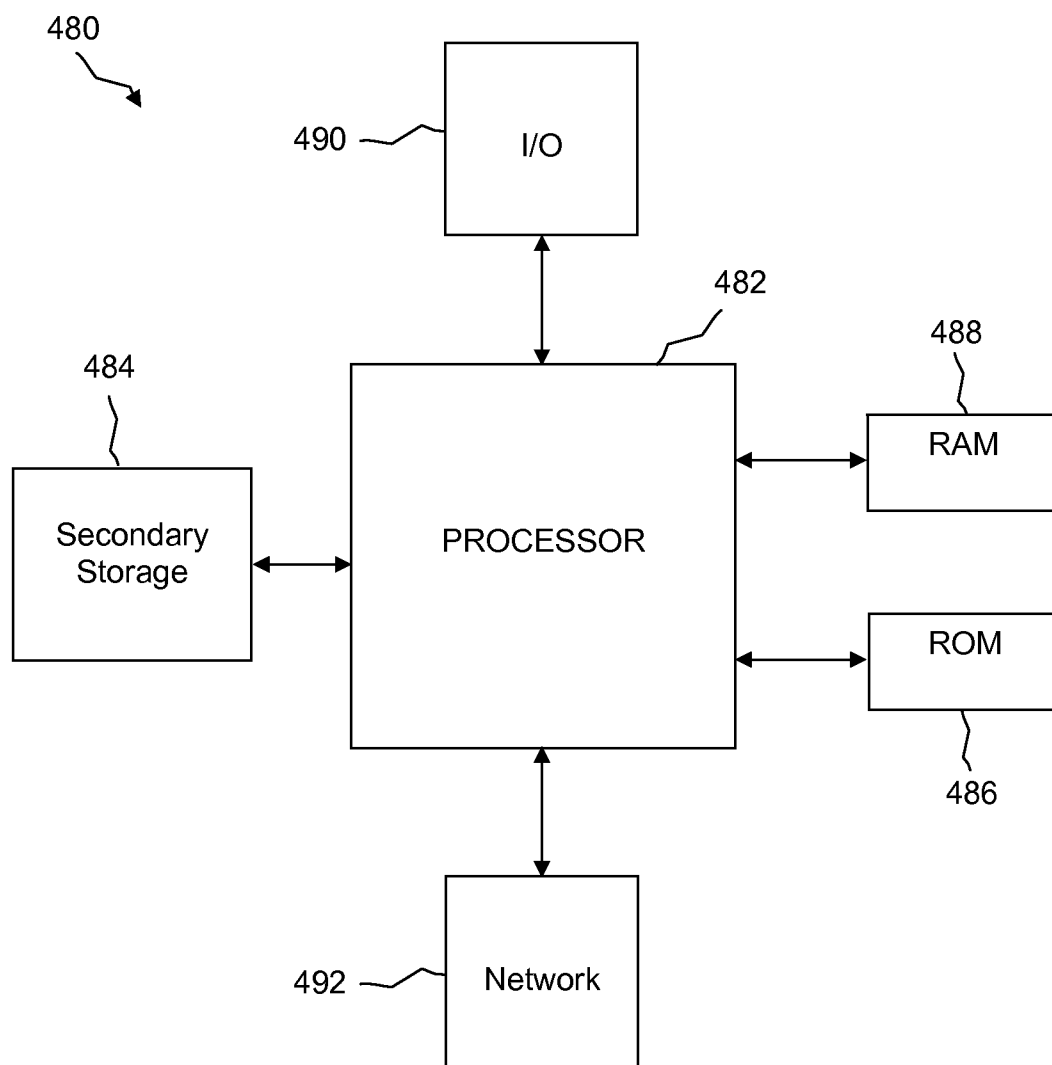 480
490
I/O
482
488
484
RAM
Secondary
Storage
PROCESSOR
ROM
486
492
Network